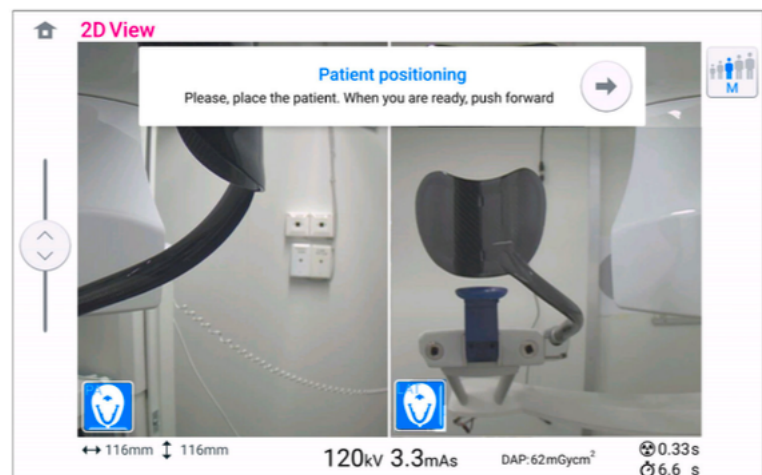 2D View
Patient positioning
Please, place the patient. When you are ready, push forward
M
116mm 116mm
120kV 3.3mAs
DAP: 62mGycm²
0.33s
6.6 s